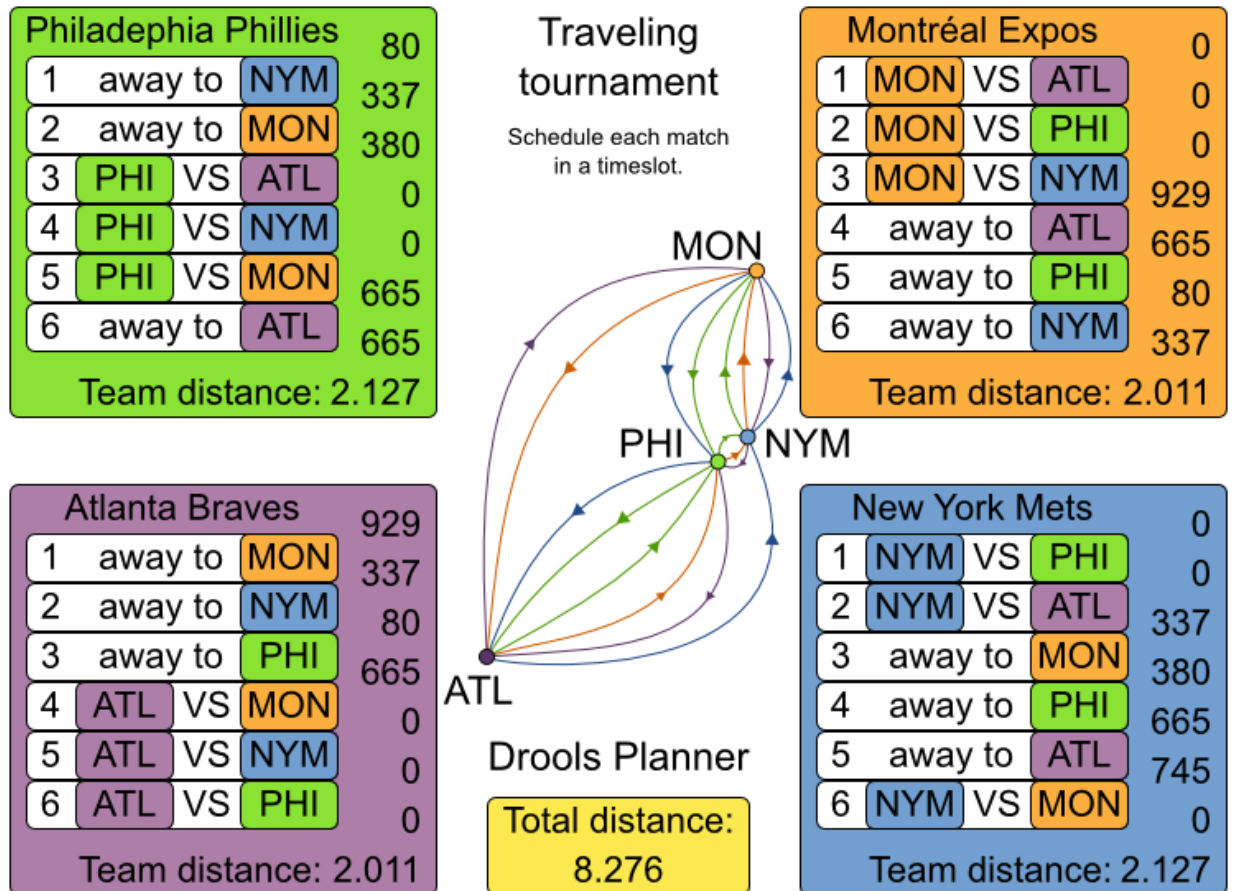 Philadephia Phillies
80
1 away to NYM
337
2 away to MON
380
3 PHI VS ATL
0
4 PHI VS NYM
0
5 PHI VS MON
665
6 away to ATL
665
Team distance: 2.127
Traveling
tournament
Schedule each match
in a timeslot.
Montréal Expos
0
1 MON VS ATL
0
2 MON VS PHI
0
3 MON VS NYM
929
4 away to ATL
665
5 away to PHI
80
6 away to NYM
337
Team distance: 2.011
MON
PHI
NYM
ATL
Atlanta Braves
929
1 away to MON
337
2 away to NYM
80
3 away to PHI
665
4 ATL VS MON
0
5 ATL VS NYM
0
6 ATL VS PHI
0
Team distance: 2.011
Drools Planner
Total distance:
8.276
New York Mets
0
1 NYM VS PHI
0
2 NYM VS ATL
337
3 away to MON
380
4 away to PHI
665
5 away to ATL
745
6 NYM VS MON
0
Team distance: 2.127